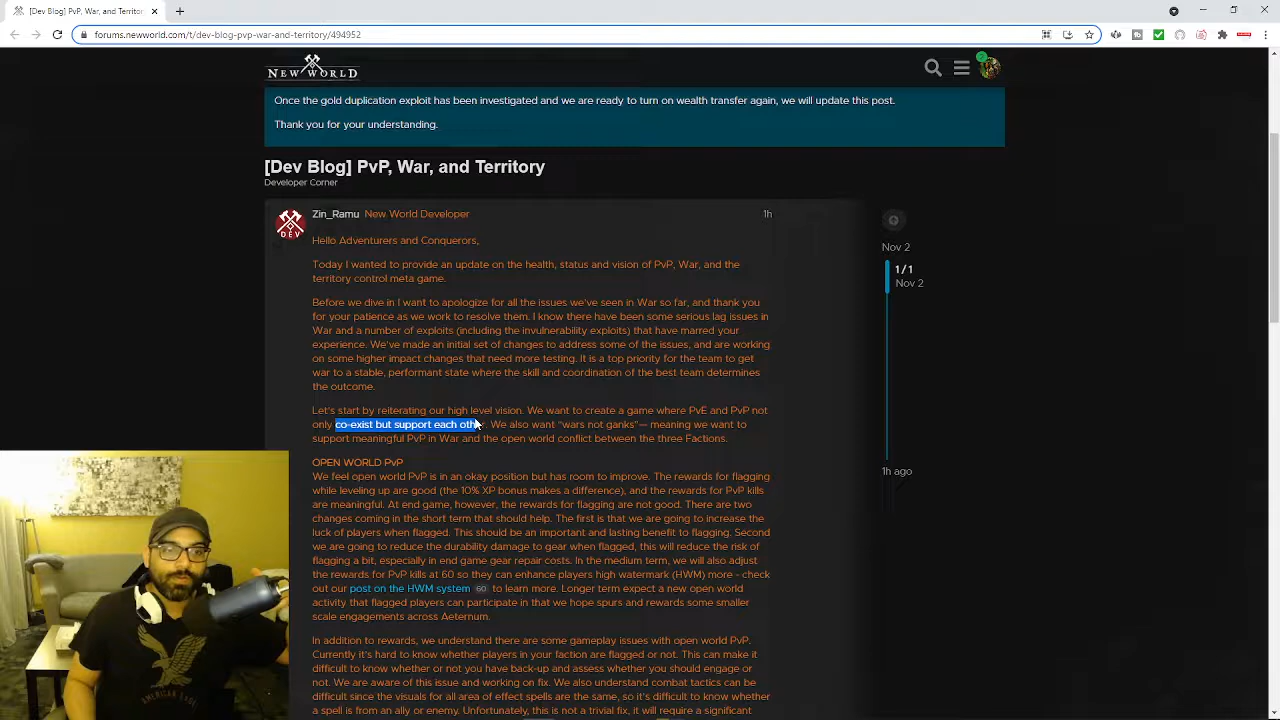 [Dev Blog] PvP, War, and Territor
forums.newworld.com/t/dev-blog-pvp-war-and-territory/494952
NEW WORLD
Once the gold duplication exploit has been investigated and we are ready to turn on wealth transfer again, we will update this post.
Thank you for your understanding.
[Dev Blog] PvP, War, and Territory
Developer Corner
Zin_Ramu New World Developer
1h
DEV
Hello Adventurers and Conquerors,
Today I wanted to provide an update on the health, status and vision of PvP, War, and the
territory control meta game.
Before we dive in I want to apologize for all the issues we've seen in War so far, and thank you
for your patience as we work to resolve them. I know there have been some serious lag issues in
War and a number of exploits (including the invulnerability exploits) that have marred your
experience. We've made an initial set of changes to address some of the issues, and are working
on some higher impact changes that need more testing. It is a top priority for the team to get
war to a stable, performant state where the skill and coordination of the best team determines
the outcome.
Let's start by reiterating our high level vision. We want to create a game where PvE and PvP not
only co-exist but support each other. We also want "wars not ganks"— meaning we want to
support meaningful PvP in War and the open world conflict between the three Factions.
OPEN WORLD PvP
We feel open world PvP is in an okay position but has room to improve. The rewards for flagging
while leveling up are good (the 10% XP bonus makes a difference), and the rewards for PvP kills
are meaningful. At end game, however, the rewards for flagging are not good. There are two
changes coming in the short term that should help. The first is that we are going to increase the
luck of players when flagged. This should be an important and lasting benefit to flagging. Second
we are going to reduce the durability damage to gear when flagged, this will reduce the risk of
flagging a bit, especially in end game gear repair costs. In the medium term, we will also adjust
the rewards for PvP kills at 60 so they can enhance players high watermark (HWM) more - check
out our post on the HWM system 60 to learn more. Longer term expect a new open world
activity that flagged players can participate in that we hope spurs and rewards some smaller
scale engagements across Aeternum.
In addition to rewards, we understand there are some gameplay issues with open world PvP.
Currently it's hard to know whether players in your faction are flagged or not. This can make it
difficult to know whether or not you have back-up and assess whether you should engage or
not. We are aware of this issue and working on fix. We also understand combat tactics can be
difficult since the visuals for all area of effect spells are the same, so it's difficult to know whether
a spell is from an ally or enemy. Unfortunately, this is not a trivial fix, it will require a significant
Nov 2
1/1
Nov 2
1h ago